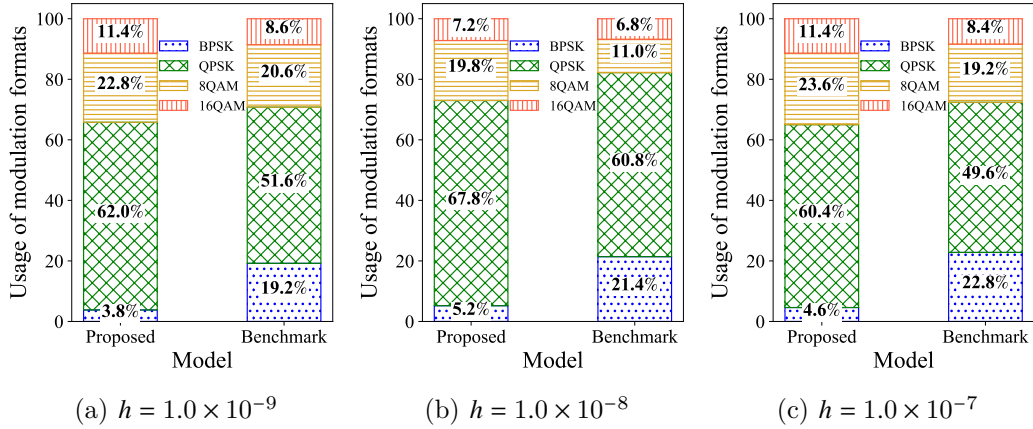 Usage of modulation formats
100
80
60
40
20
0
11.4%
22.8%
62.0%
3.8%
8.6%
20.6%
51.6%
19.2%
BPSK
QPSK
8QAM
16QAM
Proposed
Benchmark
Model
(a) h = 1.0 × 10⁻⁹
Usage of modulation formats
100
80
60
40
20
0
7.2%
19.8%
67.8%
5.2%
6.8%
11.0%
60.8%
21.4%
BPSK
QPSK
8QAM
16QAM
Proposed
Benchmark
Model
(b) h = 1.0 × 10⁻⁸
Usage of modulation formats
100
80
60
40
20
0
11.4%
23.6%
60.4%
4.6%
8.4%
19.2%
49.6%
22.8%
BPSK
QPSK
8QAM
16QAM
Proposed
Benchmark
Model
(c) h = 1.0 × 10⁻⁷